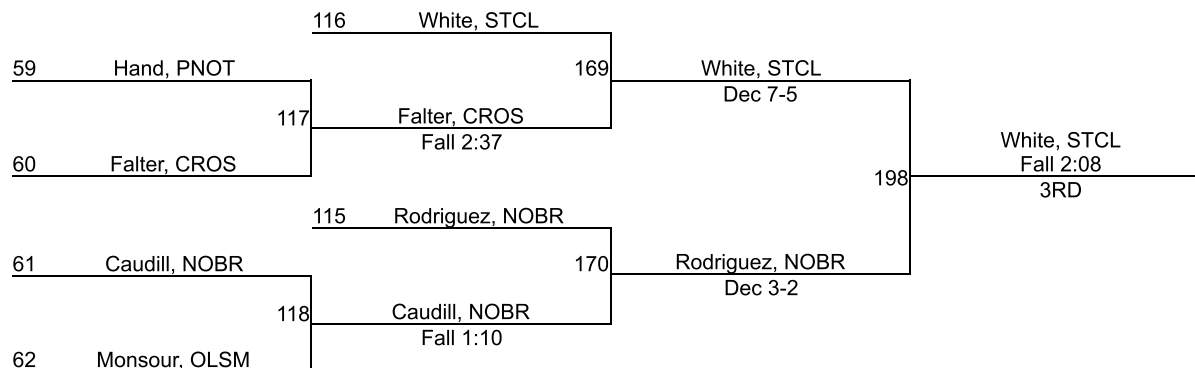 116 White, STCL
59 Hand, PNOT
169 White, STCL
Dec 7-5
117 Falter, CROS
Fall 2:37
60 Falter, CROS
White, STCL
Fall 2:08
198
3RD
115 Rodriguez, NOBR
61 Caudill, NOBR
170 Rodriguez, NOBR
Dec 3-2
118 Caudill, NOBR
Fall 1:10
62 Monsour, OLSM